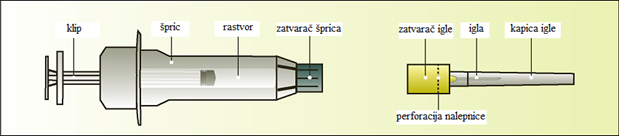 klip
špric
rastvor
zatvarač šprica
zatvarač igle
igla
kapica igle
perforacija nalepnice